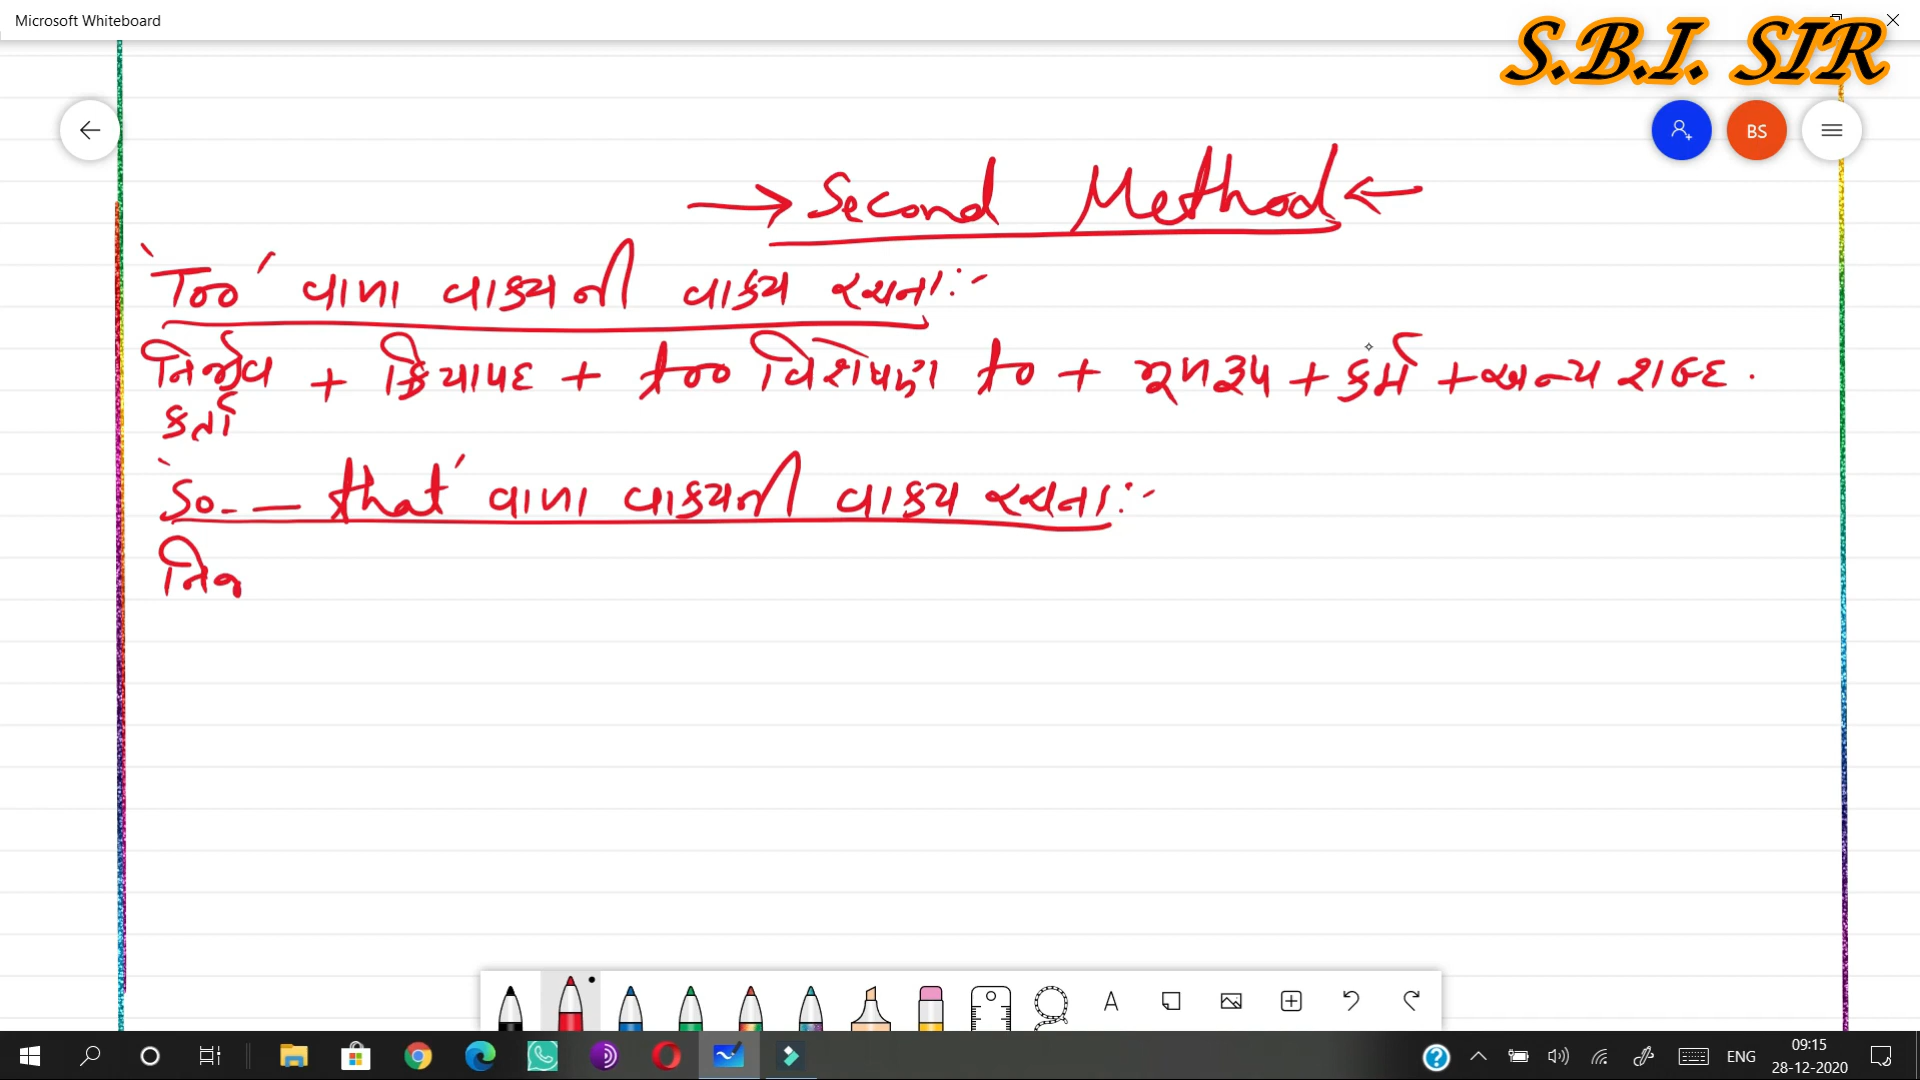 Microsoft Whiteboard
S.B.I. SIR
BS
→ Second Method ←
'Too' વાળા વાક્યની વાક્ય રચના:-
નિર્જીવ + ક્રિયાપદ + too વિશેષણ to + મૂળરૂપ + કર્મ + અન્ય શબ્દ.
કર્તા
'So - - that' વાળા વાક્યની વાક્ય રચના:-
નિજ
ENG
09:15
28-12-2020